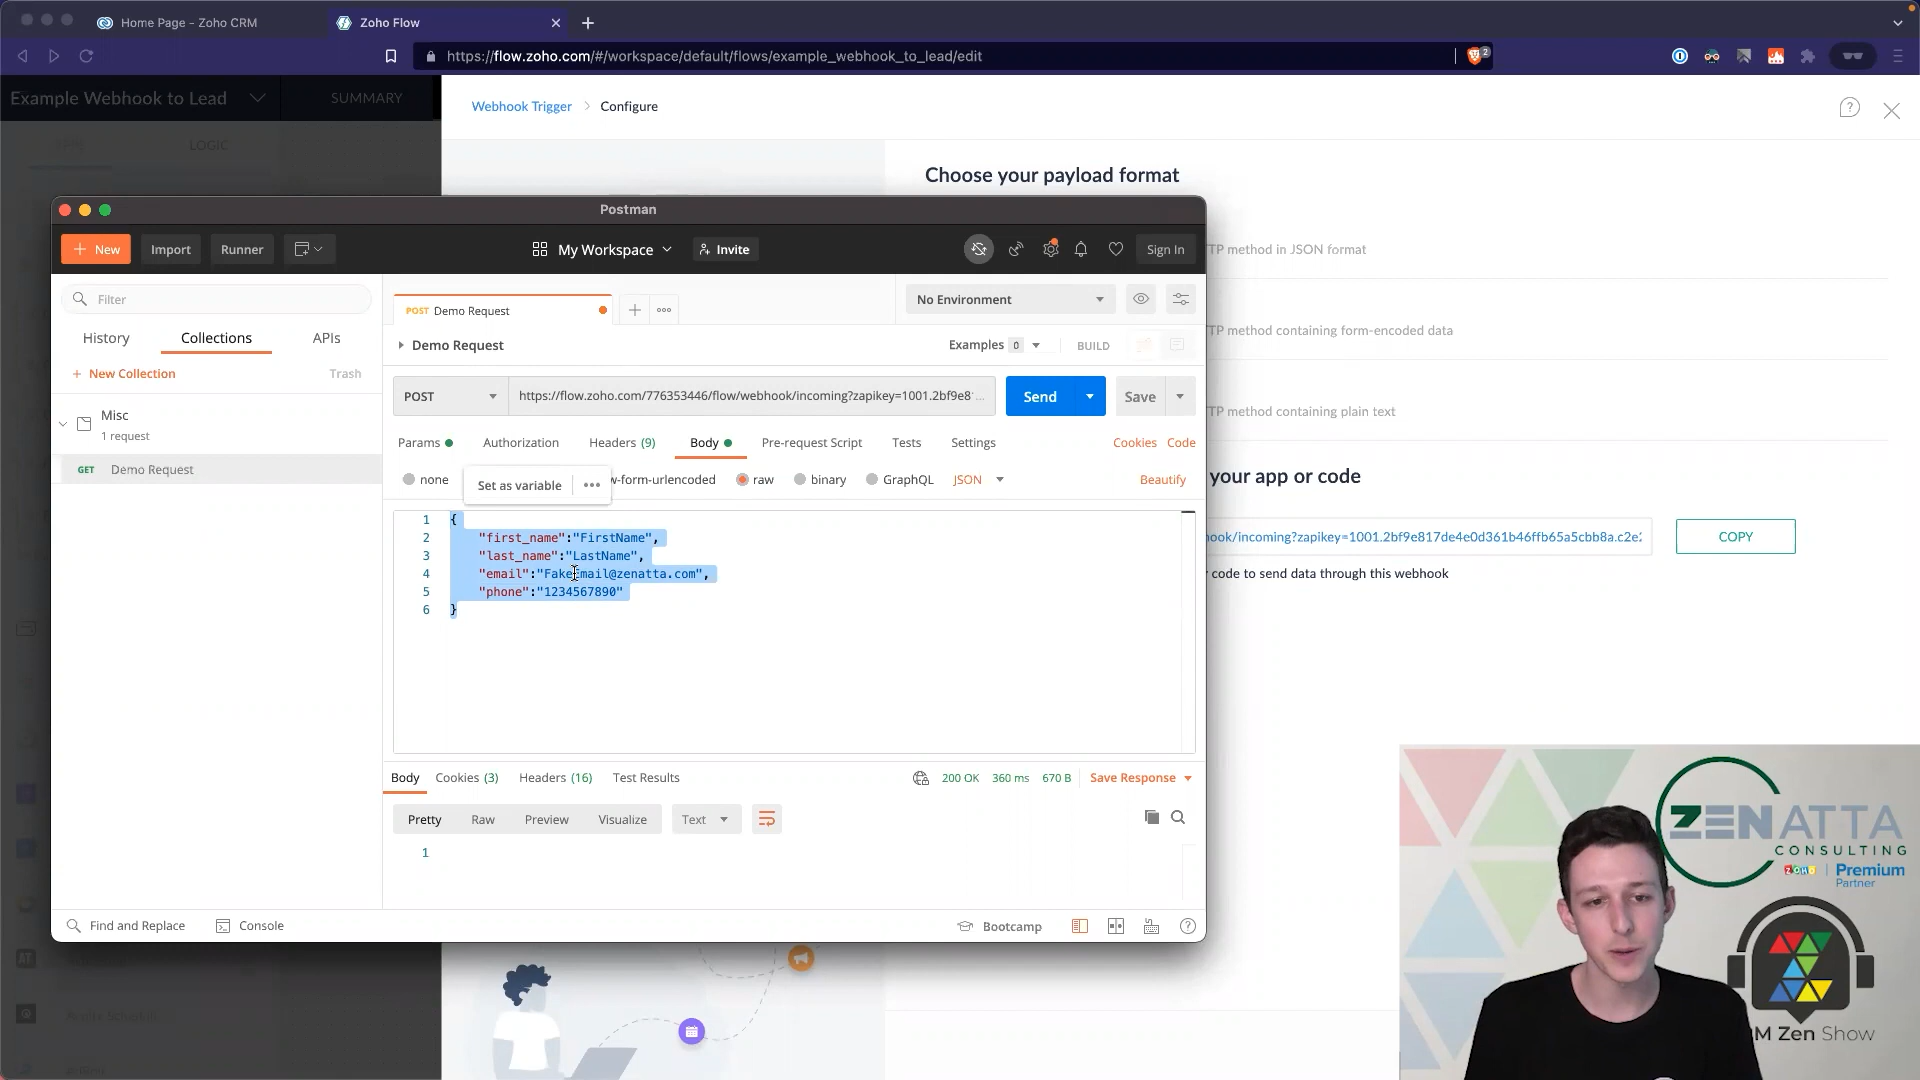 Home Page - Zoho CRM
Zoho Flow
https://flow.zoho.com/#/workspace/default/flows/example_webhook_to_lead/edit
2
Example Webhook to Lead
SUMMARY
Webhook Trigger
Configure
LOGIC
Choose your payload format
TP method in JSON format
TP method containing form-encoded data
TP method containing plain text
your app or code
ook/incoming?zapikey=1001.2bf9e817de4e0d361b46ffb65a5cbb8a.c2e2
COPY
r code to send data through this webhook
Postman
New
Import
Runner
My Workspace
Invite
Sign In
Filter
History
Collections
APIs
+ New Collection
Trash
Misc
1 request
GET Demo Request
POST Demo Request
No Environment
Demo Request
Examples 0
BUILD
POST
https://flow.zoho.com/776353446/flow/webhook/incoming?zapikey=1001.2bf9e8 ...
Send
Save
Params
Authorization
Headers (9)
Body
Pre-request Script
Tests
Settings
Cookies
Code
none
Set as variable
w-form-urlencoded
raw
binary
GraphQL
JSON
Beautify
1 {
2 "first_name":"FirstName",
3 "last_name":"LastName",
4 "email":"FakeEmail@zenatta.com",
5 "phone":"1234567890"
6 }
Body
Cookies (3)
Headers (16)
Test Results
200 OK
360 ms
670 B
Save Response
Pretty
Raw
Preview
Visualize
Text
1
Find and Replace
Console
Bootcamp
ZENATTA
CONSULTING
ZOHO
Premium
Partner
M Zen Show